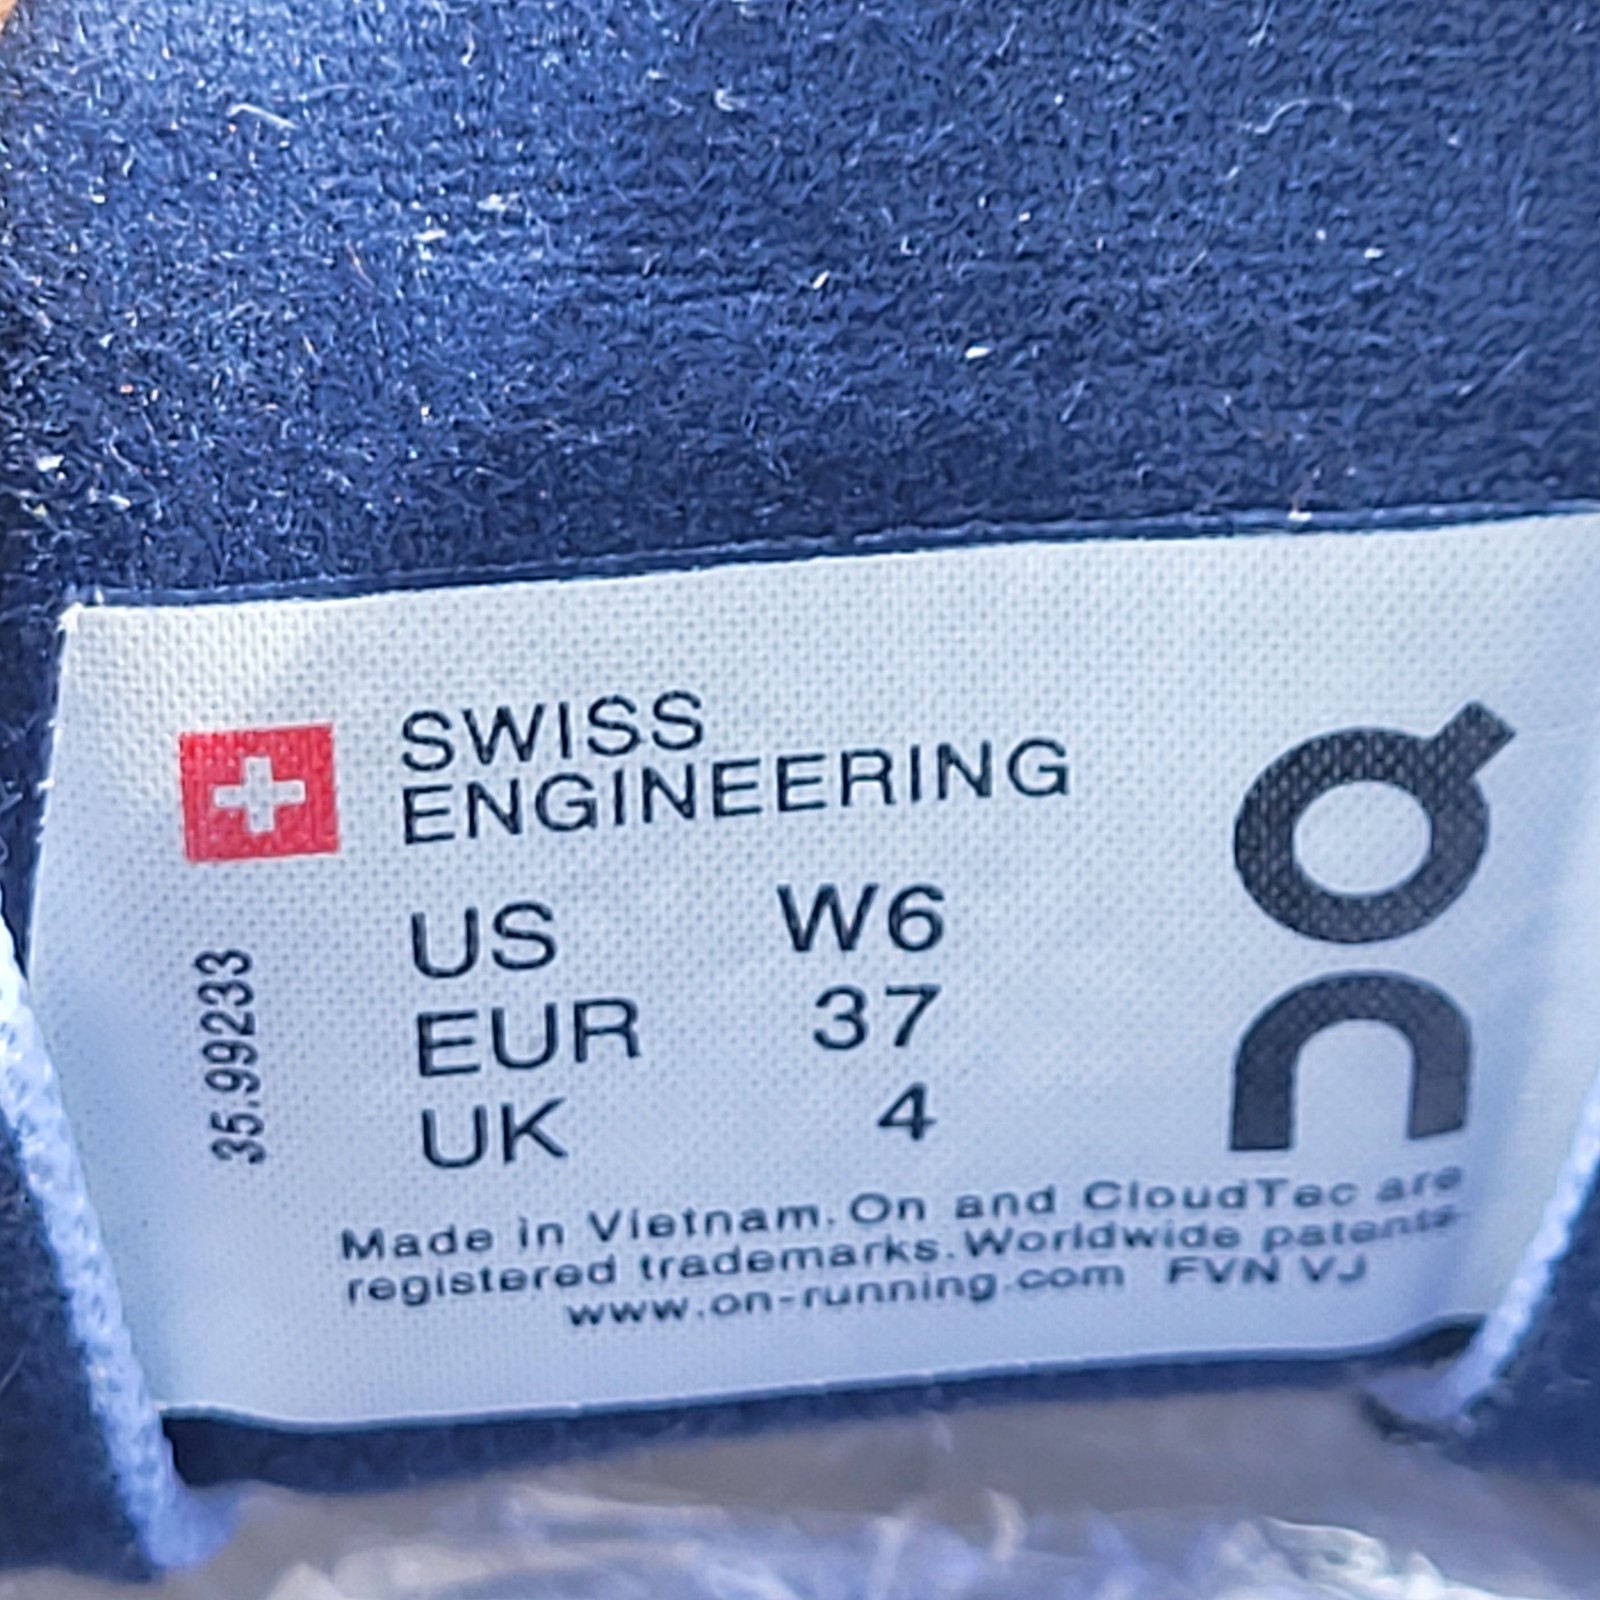 SWISS
ENGINEERING
US W6
EUR 37
UK 4
35.99233
On
Made in Vietnam. On and CloudTec are
registered trademarks. Worldwide patents.
www.on-running.com FVN VJ